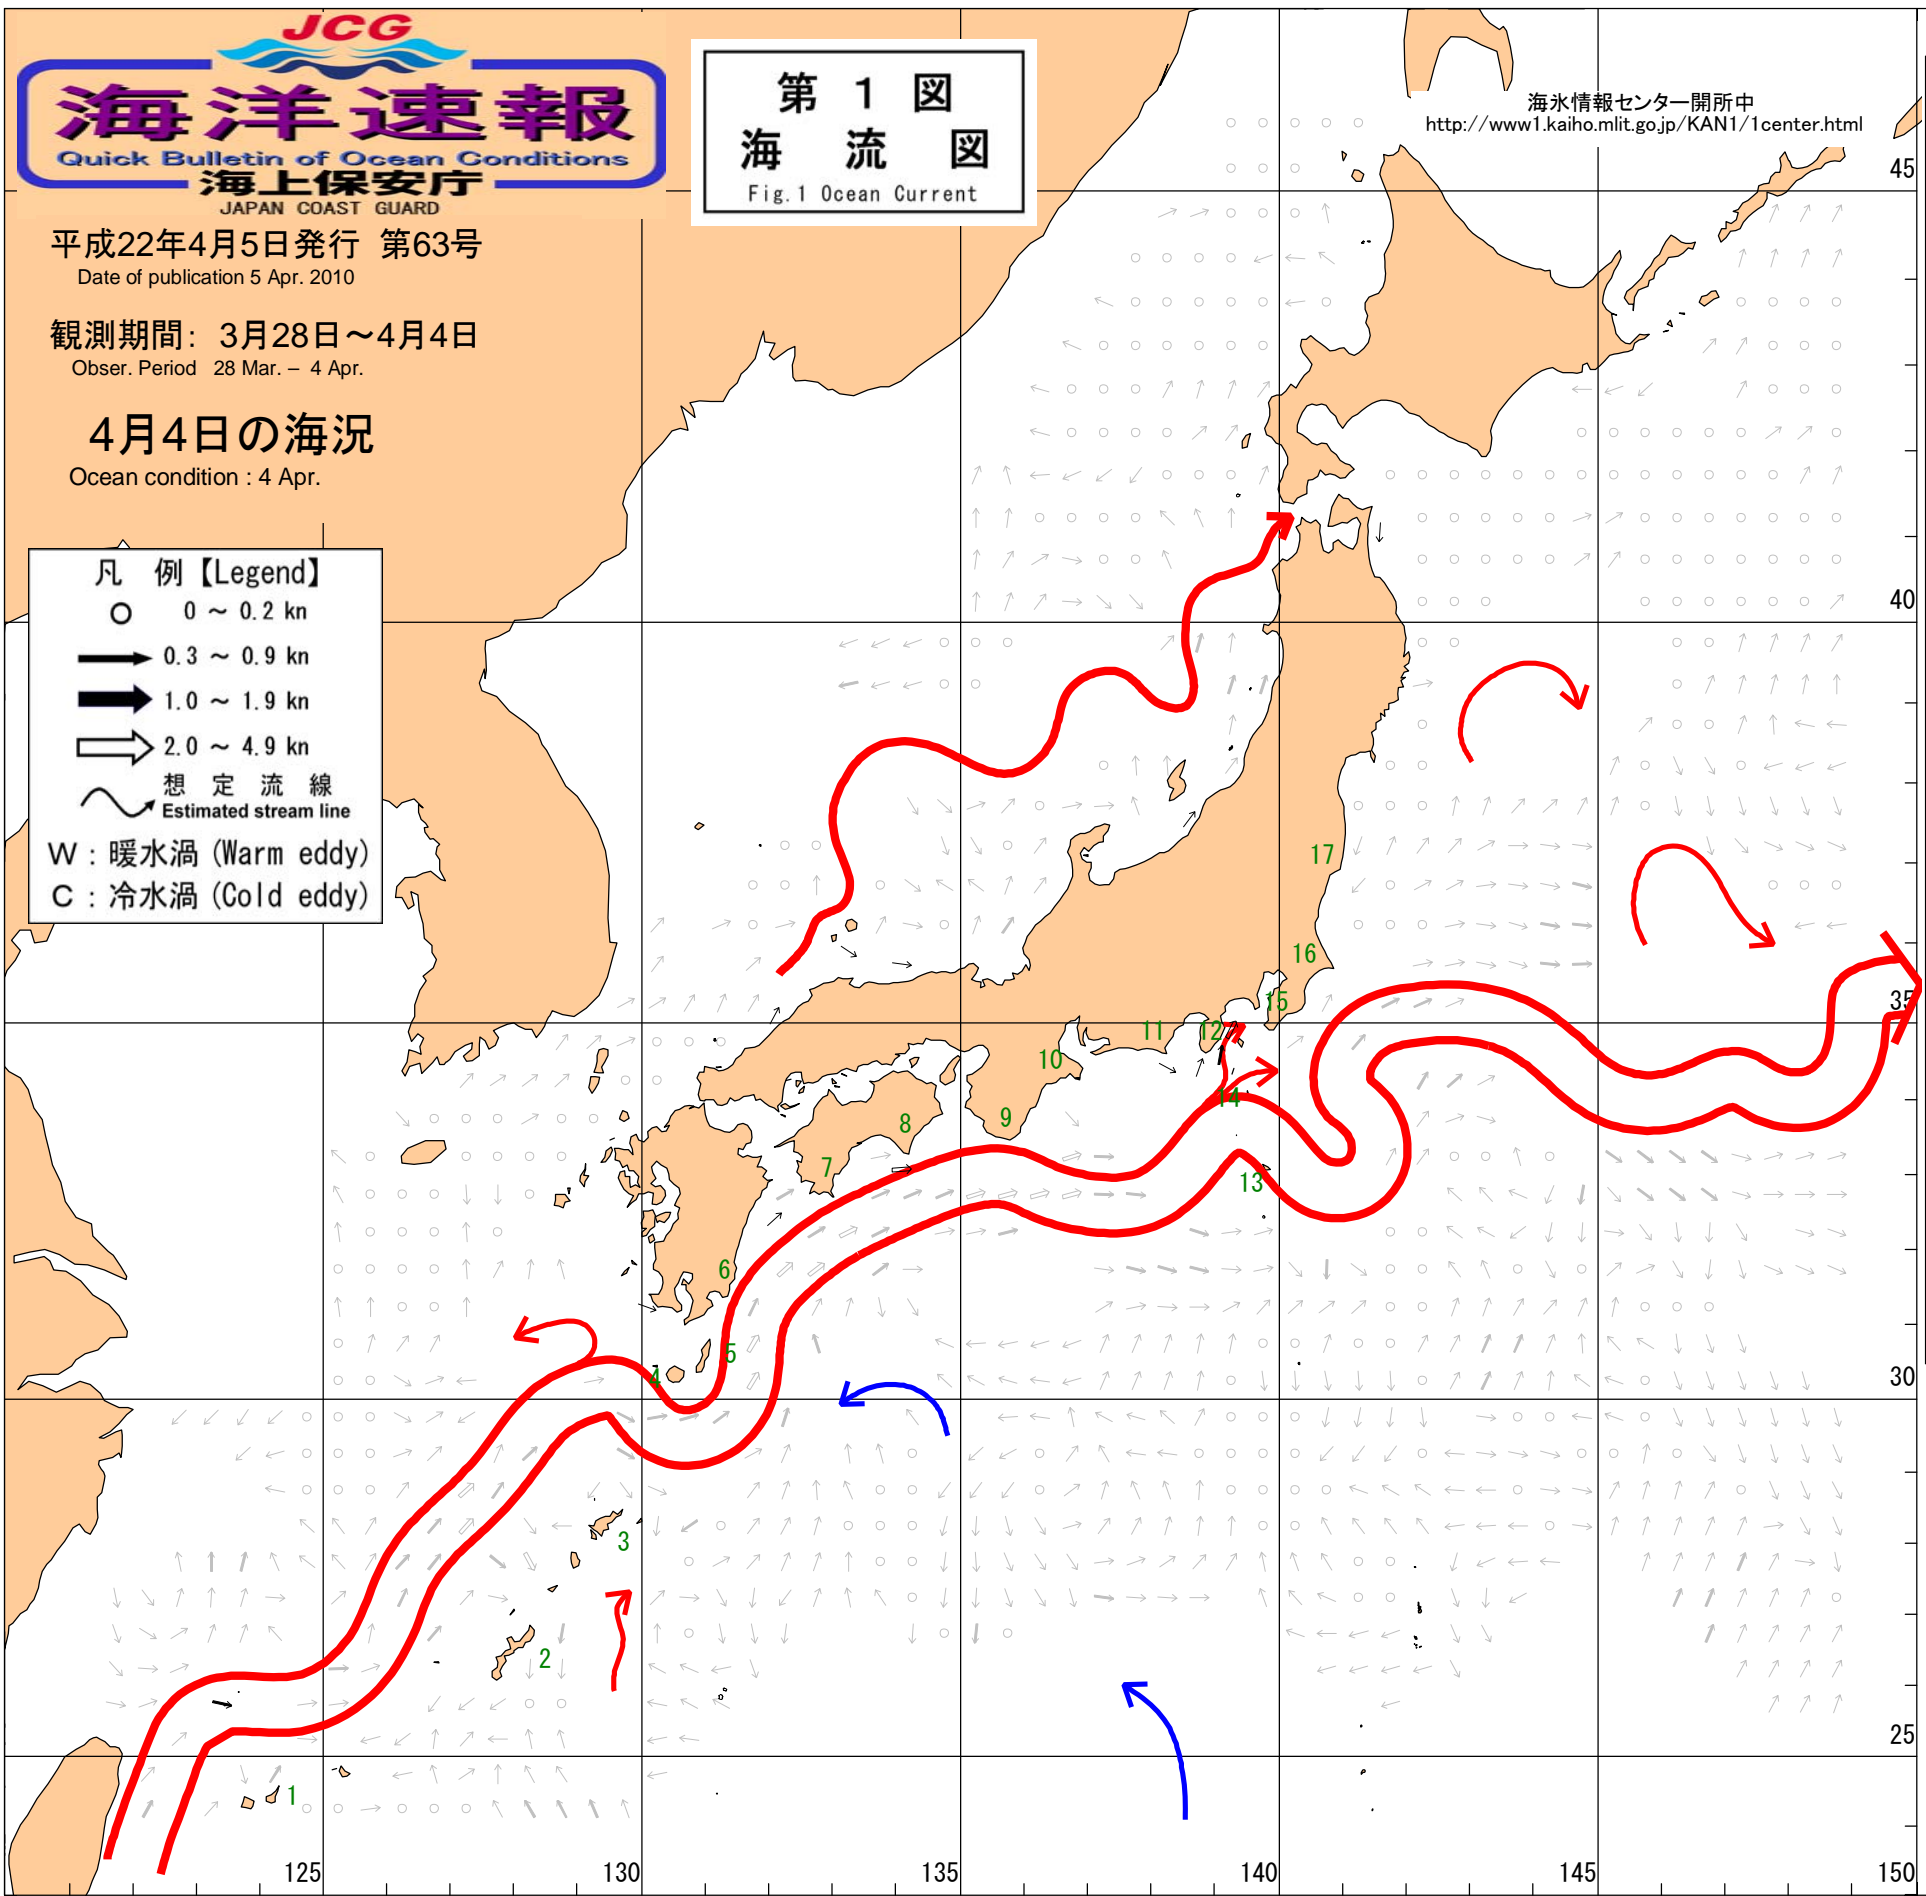 JCG
海洋速報
Quick Bulletin of Ocean Conditions
海上保安庁
JAPAN COAST GUARD
平成22年4月5日発行 第63号
Date of publication 5 Apr. 2010
観測期間: 3月28日～4月4日
Obser. Period 28 Mar. – 4 Apr.
4月4日の海況
Ocean condition : 4 Apr.
第 1 図
海 流 図
Fig.1 Ocean Current
海氷情報センター開所中
http://www1.kaiho.mlit.go.jp/KAN1/1center.html
凡 例【Legend】
0 ～ 0.2 kn
0.3 ～ 0.9 kn
1.0 ～ 1.9 kn
2.0 ～ 4.9 kn
想 定 流 線
Estimated stream line
W : 暖水渦 (Warm eddy)
C : 冷水渦 (Cold eddy)
45
40
35
30
25
17
16
15
12
11
10
14
9
8
7
13
6
5
4
3
2
1
125
130
135
140
145
150